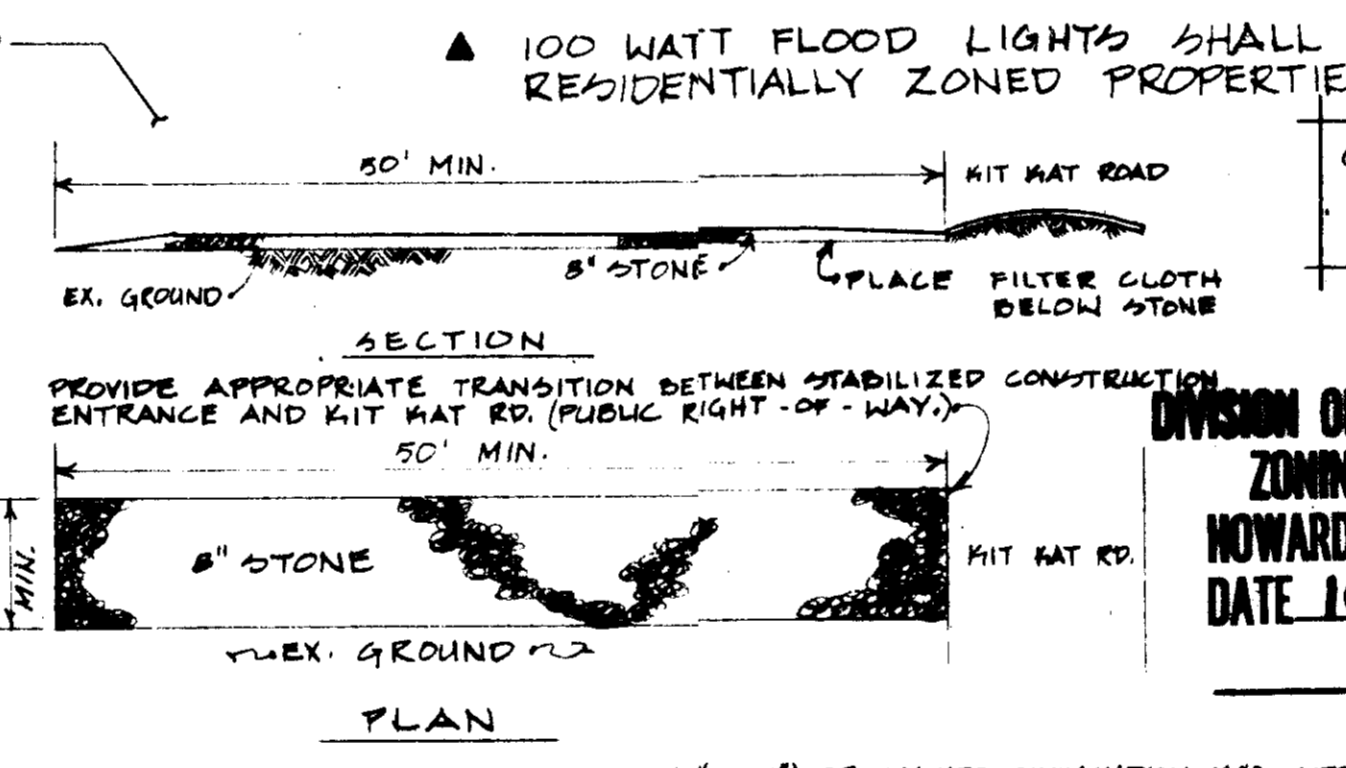 ▲ 100 WATT FLOOD LIGHTS SHALL
RESIDENTIALLY ZONED PROPERTIE
50' MIN.
KIT KAT ROAD
8" STONE
PLACE FILTER CLOTH
BELOW STONE
EX. GROUND
SECTION
PROVIDE APPROPRIATE TRANSITION BETWEEN STABILIZED CONSTRUCTION
ENTRANCE AND KIT KAT RD. (PUBLIC RIGHT-OF-WAY.)
DIVISION O
50' MIN.
ZONIN
HOWARD
DATE
MIN.
8" STONE
KIT KAT RD.
EX. GROUND
PLAN